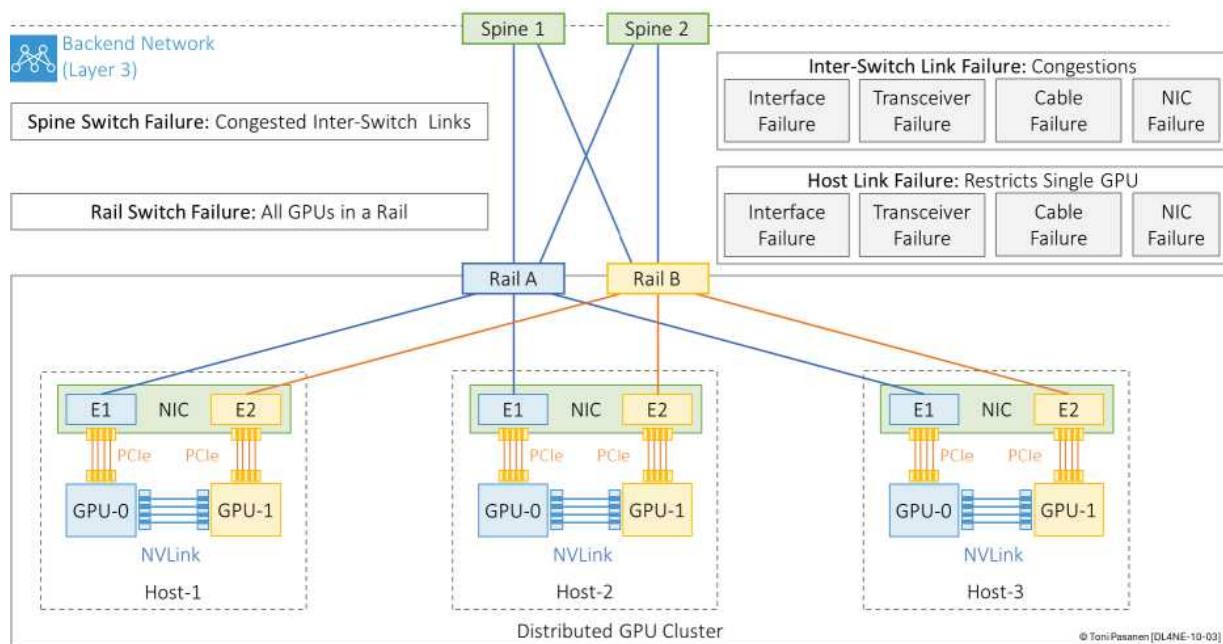 Spine 1
Spine 2
Backend Network
(Layer 3)
Spine Switch Failure: Congested Inter-Switch Links
Rail Switch Failure: All GPUs in a Rail
Inter-Switch Link Failure: Congestions
Interface
Failure
Transceiver
Failure
Cable
Failure
NIC
Failure
Host Link Failure: Restricts Single GPU
Interface
Failure
Transceiver
Failure
Cable
Failure
NIC
Failure
Rail A
Rail B
E1
NIC
E2
PCIe
PCIe
GPU-0
GPU-1
NVLink
Host-1
E1
NIC
E2
PCIe
PCIe
GPU-0
GPU-1
NVLink
Host-2
E1
NIC
E2
PCIe
PCIe
GPU-0
GPU-1
NVLink
Host-3
Distributed GPU Cluster
© Toni Pasanen [DL4NE-10-03]